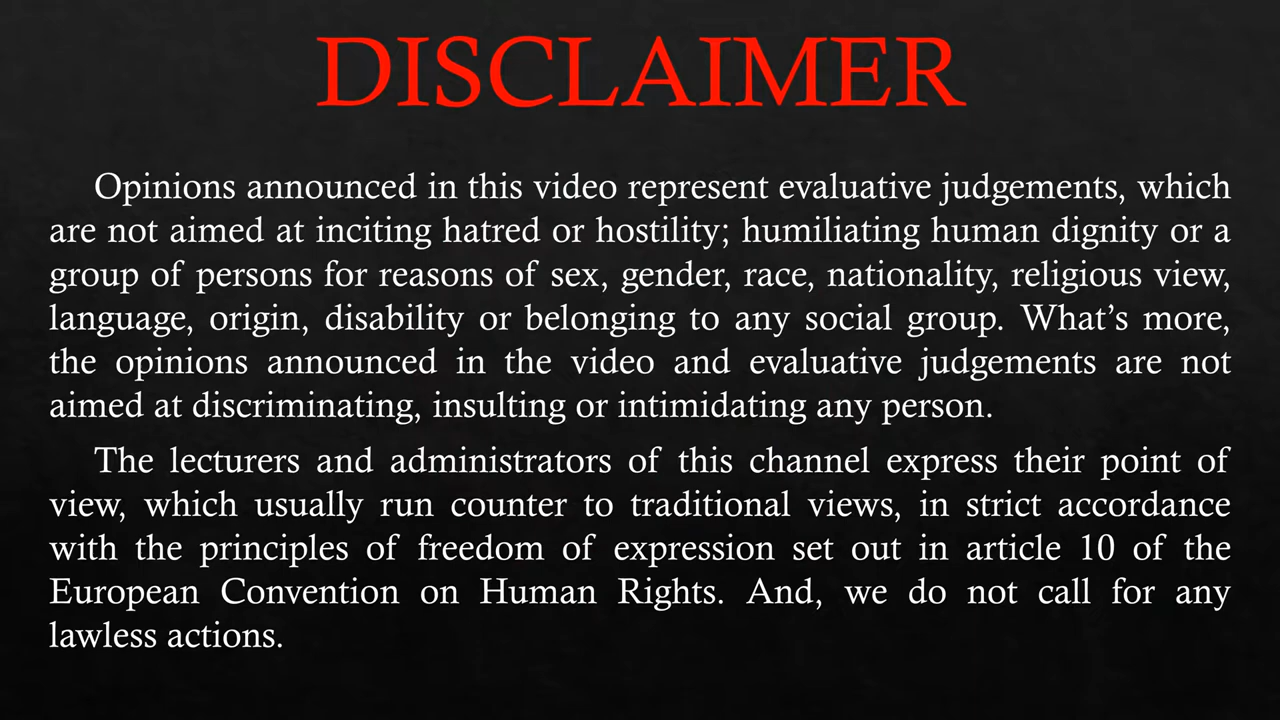 DISCLAIMER
Opinions announced in this video represent evaluative judgements, which
are not aimed at inciting hatred or hostility; humiliating human dignity or a
group of persons for reasons of sex, gender, race, nationality, religious view,
language, origin, disability or belonging to any social group. What's more,
the opinions announced in the video and evaluative judgements are not
aimed at discriminating, insulting or intimidating any person.
The lecturers and administrators of this channel express their point of
view, which usually run counter to traditional views, in strict accordance
with the principles of freedom of expression set out in article 10 of the
European Convention on Human Rights. And, we do not call for any
lawless actions.